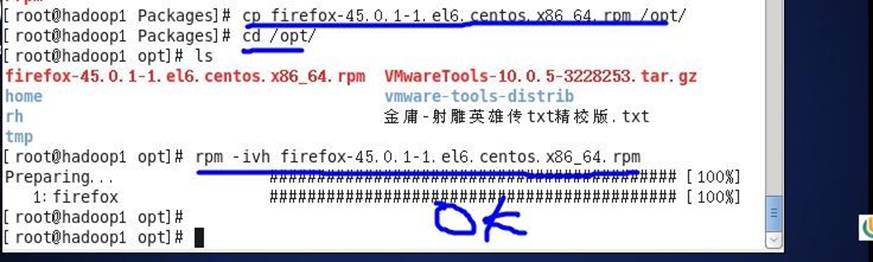 [root@hadoop1 Packages]# cp firefox-45.0.1-1.el6.centos.x86_64.rpm /opt/
[root@hadoop1 Packages]# cd /opt/
[root@hadoop1 opt]# ls
firefox-45.0.1-1.el6.centos.x86_64.rpm VMwareTools-10.0.5-3228253.tar.gz
home vmware-tools-distrib
rh 金庸-射雕英雄传txt精校版.txt
tmp
[root@hadoop1 opt]# rpm -ivh firefox-45.0.1-1.el6.centos.x86_64.rpm
Preparing... ########################################### [100%]
1:firefox ########################################### [100%]
[root@hadoop1 opt]#
[root@hadoop1 opt]#
OK